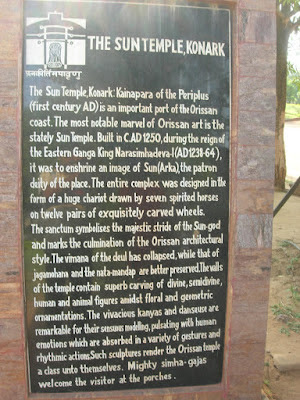 THE SUN TEMPLE, KONARK
The Sun Temple, Konark: Kainapara of the Periplus
(first century AD) is an important port of the Orissan
coast. The most notable marvel of Orissan art is the
stately Sun Temple. Built in C.AD 1250, during the reign of
the Eastern Ganga King Narasimhadeva-I (AD 1238-64),
it was to enshrine an image of Sun (Arka), the patron
deity of the place. The entire complex was designed in the
form of a huge chariot drawn by seven spirited horses
on twelve pairs of exquisitely carved wheels.
The sanctum symbolises the majestic stride of the Sun-god
and marks the culmination of the Orissan architectural
style. The vimana of the deul has collapsed, while that of
jagamohana and the nata-mandap are better preserved. The walls
of the temple contain superb carving of divine, semidivine,
human and animal figures amidst floral and geometric
ornamentations. The vivacious kanyas and danseuse are
remarkable for their sensuous modelling, pulsating with human
emotions which are absorbed in a variety of gestures and
rhythmic actions. Such sculptures render the Orissan temple
a class unto themselves. Mighty simha-gajas
welcome the visitor at the porches.